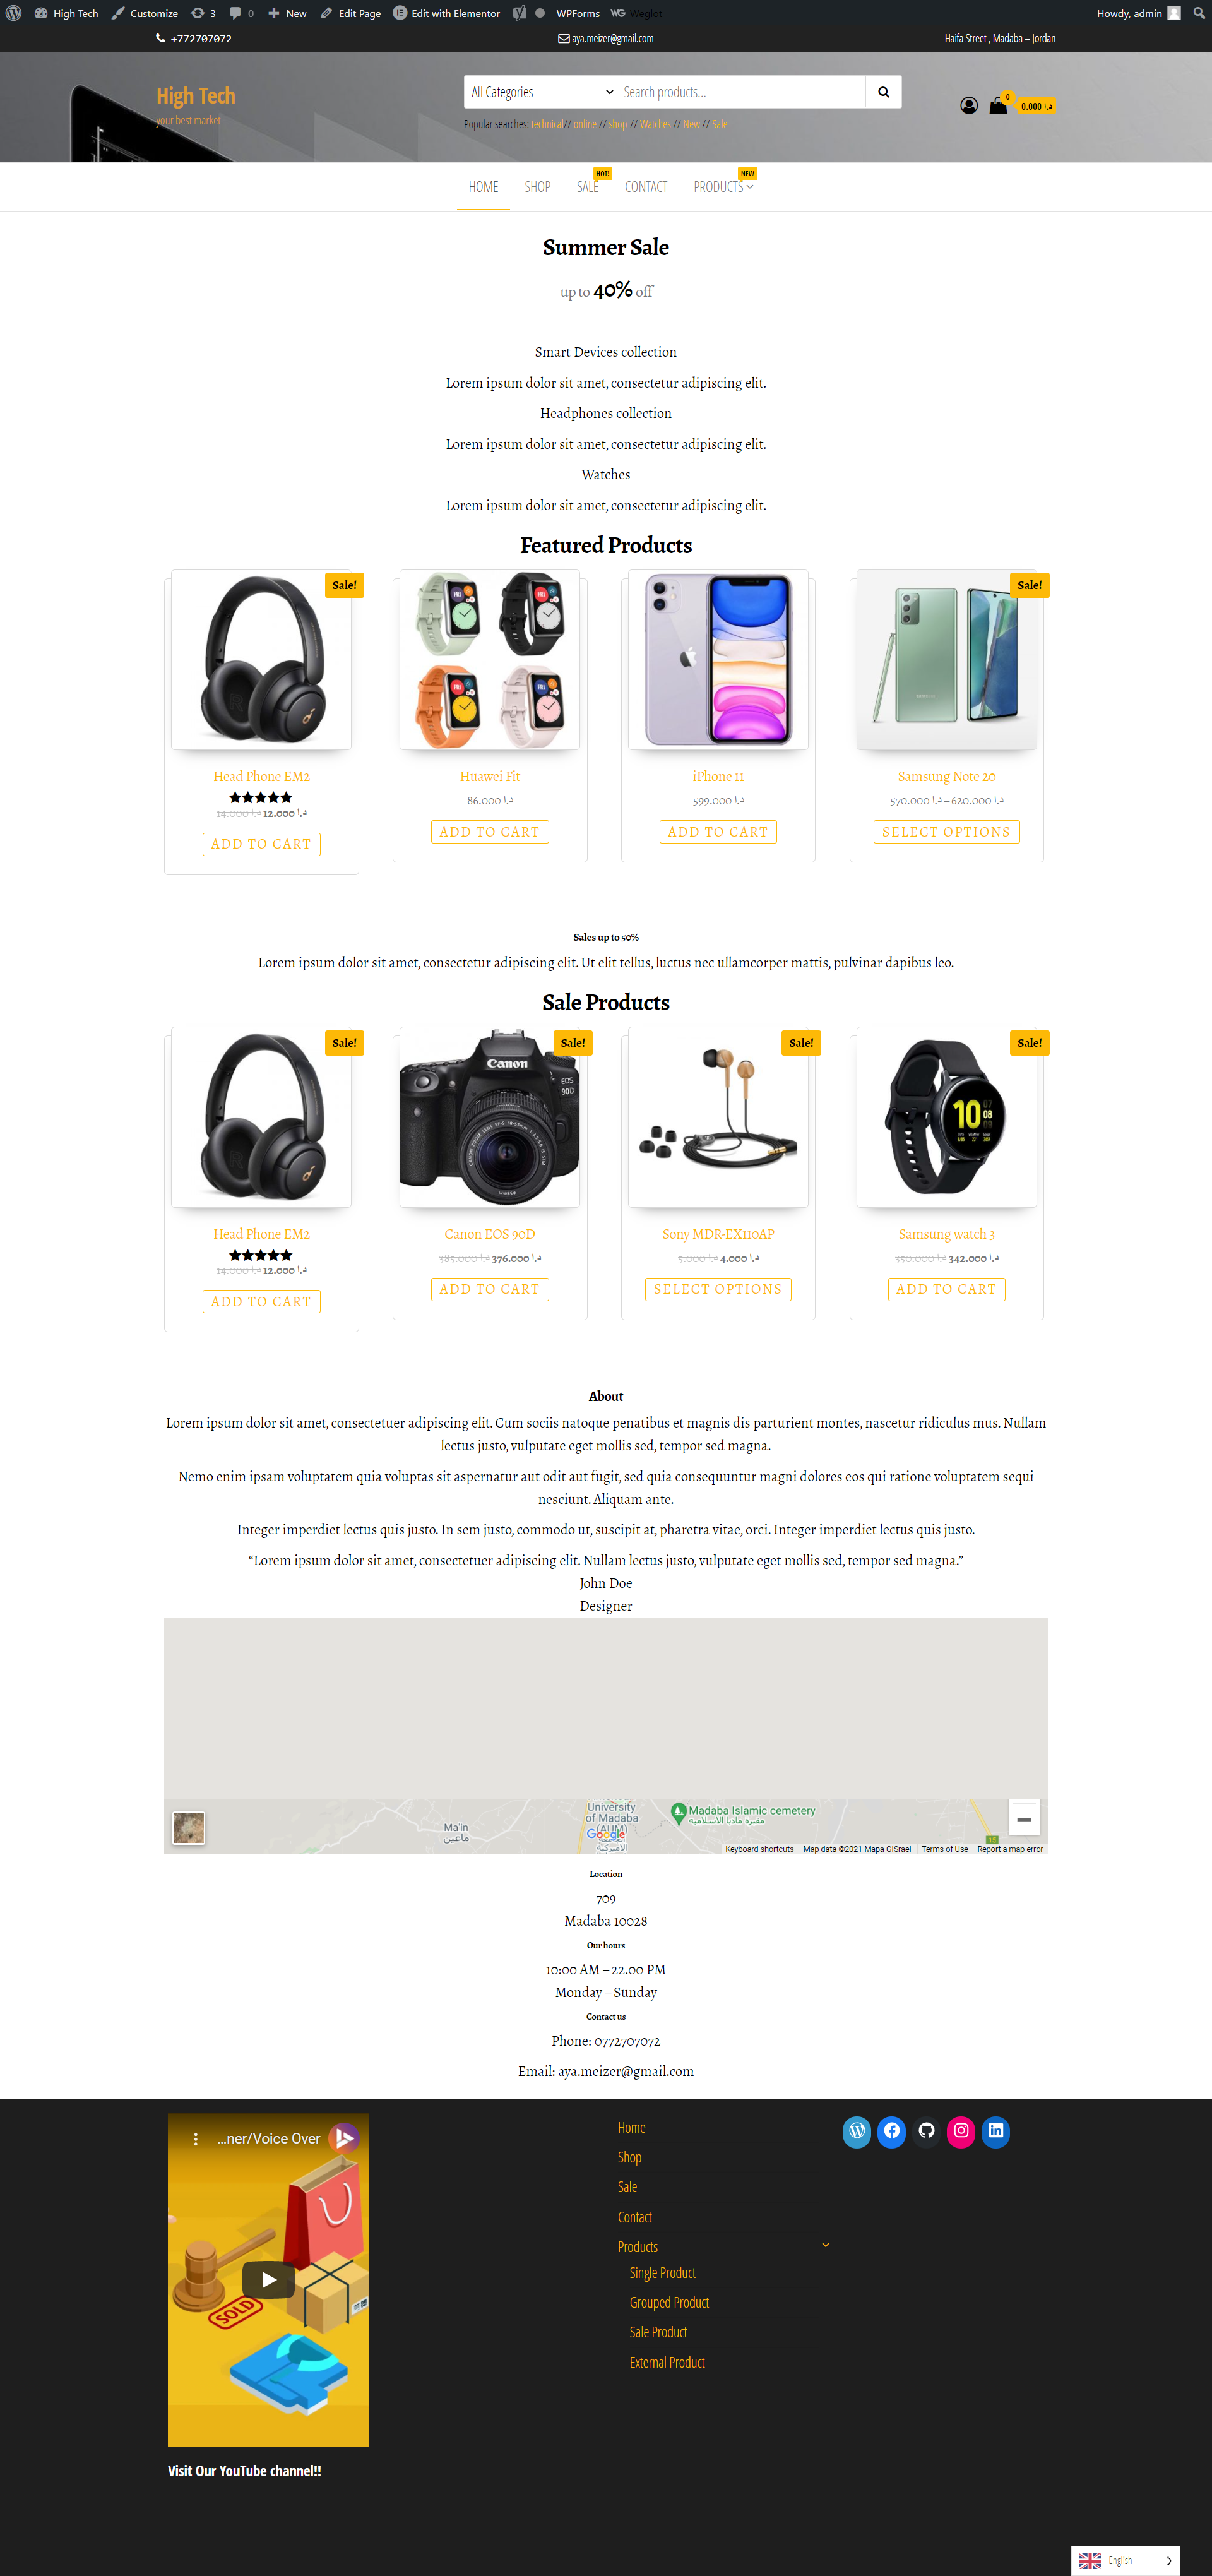 High Tech Customize 3 0 New Edit Page Edit with Elementor WPForms Weglot Howdy, admin
+772707072 aya.meizer@gmail.com Haifa Street , Madaba – Jordan
High Tech
your best market
All Categories Search products...
Popular searches: technical // online // shop // Watches // New // Sale
0
0.000 د.ا
HOME SHOP SALE HOT! CONTACT PRODUCTS NEW
Summer Sale
up to 40% off
Smart Devices collection
Lorem ipsum dolor sit amet, consectetur adipiscing elit.
Headphones collection
Lorem ipsum dolor sit amet, consectetur adipiscing elit.
Watches
Lorem ipsum dolor sit amet, consectetur adipiscing elit.
Featured Products
Sale! Sale!
Head Phone EM2 Huawei Fit iPhone 11 Samsung Note 20
14.000 د.ا 12.000 د.ا 86.000 د.ا 599.000 د.ا 570.000 د.ا – 620.000 د.ا
ADD TO CART ADD TO CART ADD TO CART SELECT OPTIONS
Sales up to 50%
Lorem ipsum dolor sit amet, consectetur adipiscing elit. Ut elit tellus, luctus nec ullamcorper mattis, pulvinar dapibus leo.
Sale Products
Sale! Sale! Sale! Sale!
Canon
EOS
90D
Head Phone EM2 Canon EOS 90D Sony MDR-EX110AP Samsung watch 3
14.000 د.ا 12.000 د.ا 385.000 د.ا 376.000 د.ا 5.000 د.ا 4.000 د.ا 350.000 د.ا 342.000 د.ا
ADD TO CART ADD TO CART SELECT OPTIONS ADD TO CART
About
Lorem ipsum dolor sit amet, consectetuer adipiscing elit. Cum sociis natoque penatibus et magnis dis parturient montes, nascetur ridiculus mus. Nullam
lectus justo, vulputate eget mollis sed, tempor sed magna.
Nemo enim ipsam voluptatem quia voluptas sit aspernatur aut odit aut fugit, sed quia consequuntur magni dolores eos qui ratione voluptatem sequi
nesciunt. Aliquam ante.
Integer imperdiet lectus quis justo. In sem justo, commodo ut, suscipit at, pharetra vitae, orci. Integer imperdiet lectus quis justo.
“Lorem ipsum dolor sit amet, consectetuer adipiscing elit. Nullam lectus justo, vulputate eget mollis sed, tempor sed magna.”
John Doe
Designer
University
of Madaba
(AUM)
الجامعة
الأميركية
Ma'in
ماعين
Madaba Islamic cemetery
مقبرة مادبا الاسلامية
Google
Keyboard shortcuts Map data ©2021 Mapa GISrael Terms of Use Report a map error
Location
709
Madaba 10028
Our hours
10:00 AM – 22.00 PM
Monday – Sunday
Contact us
Phone: 0772707072
Email: aya.meizer@gmail.com
...ner/Voice Over
SOLD
Visit Our YouTube channel!!
Home
Shop
Sale
Contact
Products
Single Product
Grouped Product
Sale Product
External Product
English